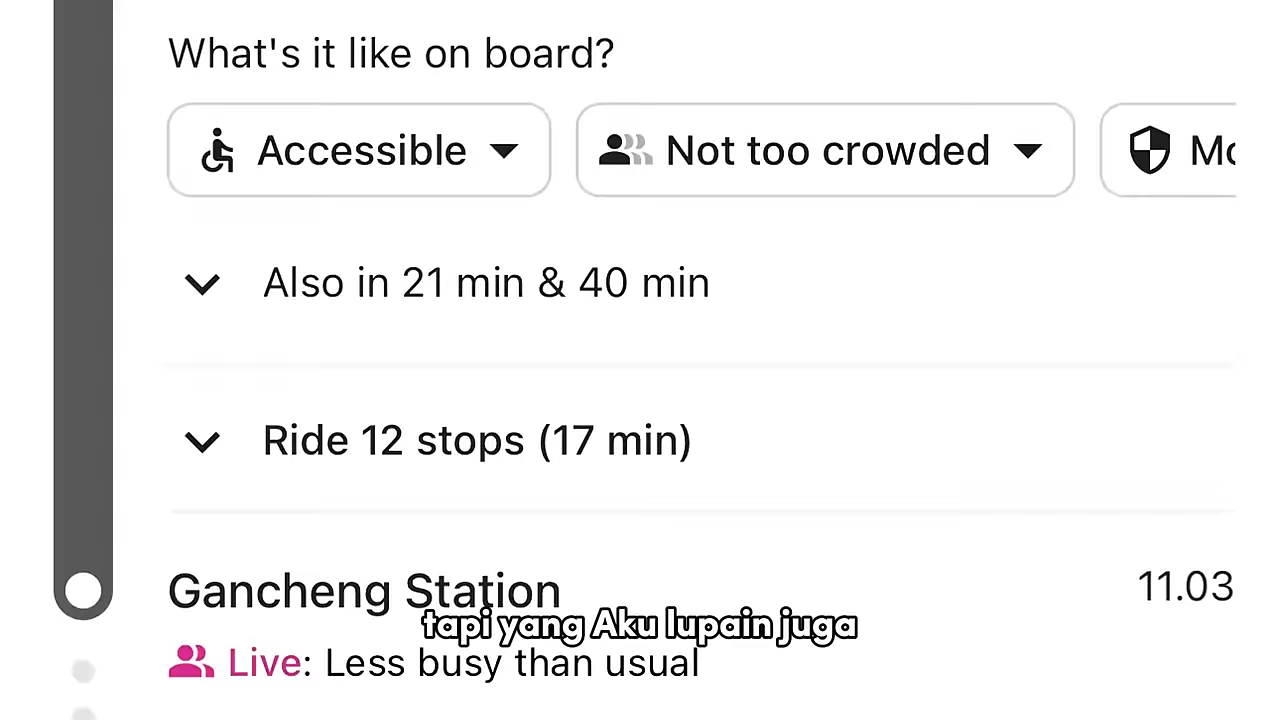 What's it like on board?
Accessible
Not too crowded
Also in 21 min & 40 min
Ride 12 stops (17 min)
Gancheng Station
11.03
tapi yang Aku lupain juga
Live: Less busy than usual